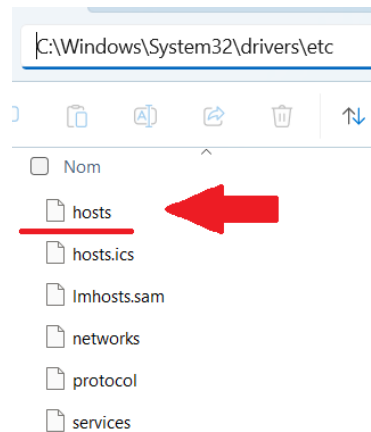 C:\Windows\System32\drivers\etc
Nom
hosts
hosts.ics
lmhosts.sam
networks
protocol
services